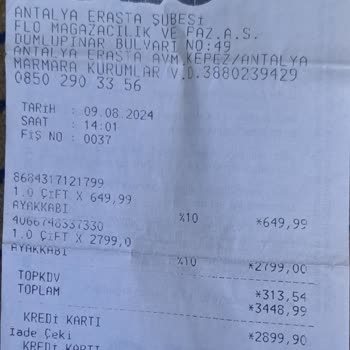 ANTALYA ERASTA ŞUBESİ
FLO MAGAZACILIK VE PAZ.A.S.
DUMLUPINAR BULVARI NO:49
ANTALYA ERASTA AVM.KEPEZ/ANTALYA
MARMARA KURUMLAR V.D.3880239429
0850 290 33 56
TARİH : 09.08.2024
SAAT : 14:01
FİŞ NO : 0037
8684317121799
1.0 ÇİFT X 649,99
AYAKKABI %10 *649,99
4066748337330
1.0 ÇİFT X 2799,0
AYAKKABI %10 *2799,00
TOPKDV *313,54
TOPLAM *3448,99
KREDİ KARTI *2899,90
İade Çeki
KREDİ KARTI